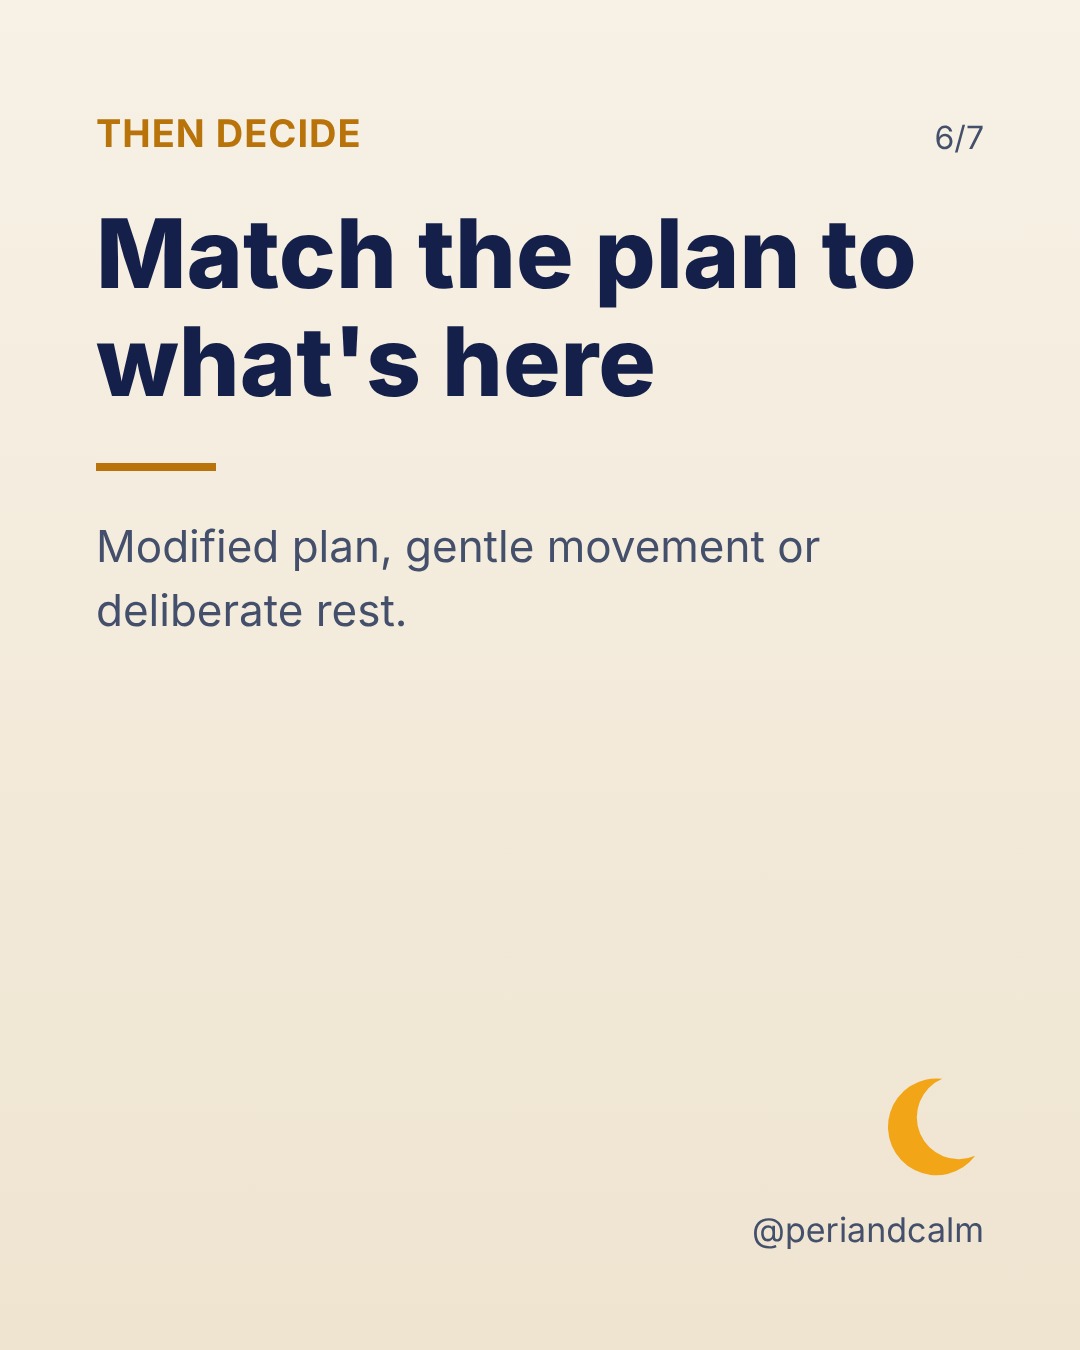 THEN DECIDE
6/7
Match the plan to
what's here
Modified plan, gentle movement or
deliberate rest.
@periandcalm